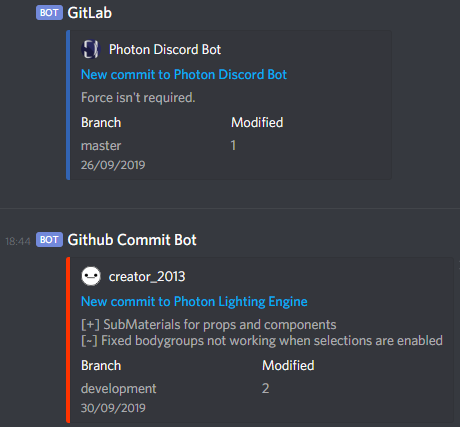 BOT GitLab
Photon Discord Bot
New commit to Photon Discord Bot
Force isn't required.
Branch Modified
master 1
26/09/2019
18:44 BOT Github Commit Bot
creator_2013
New commit to Photon Lighting Engine
[+] SubMaterials for props and components
[~] Fixed bodygroups not working when selections are enabled
Branch Modified
development 2
30/09/2019